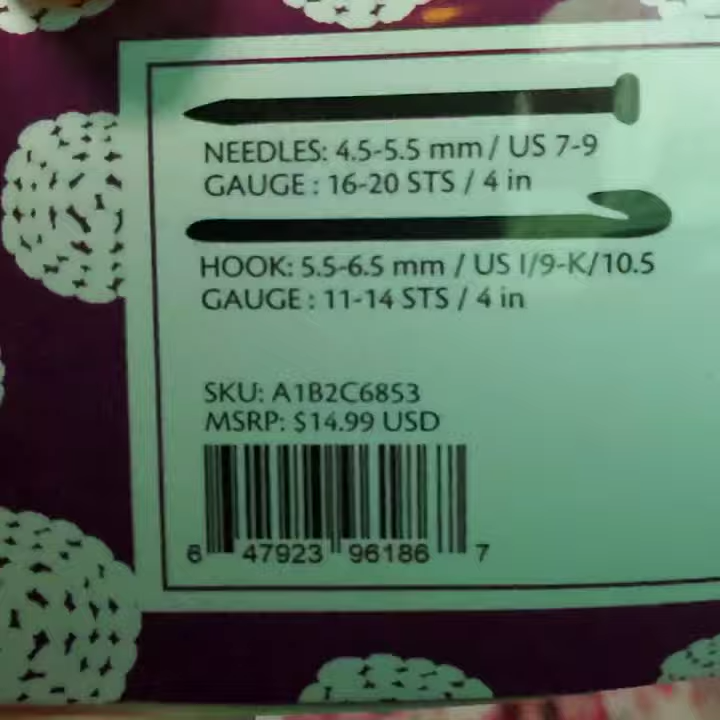 NEEDLES: 4.5-5.5 mm / US 7-9
GAUGE : 16-20 STS / 4 in
HOOK: 5.5-6.5 mm / US I/9-K/10.5
GAUGE : 11-14 STS / 4 in
SKU: A1B2C6853
MSRP: $14.99 USD
6 47923 96186 7